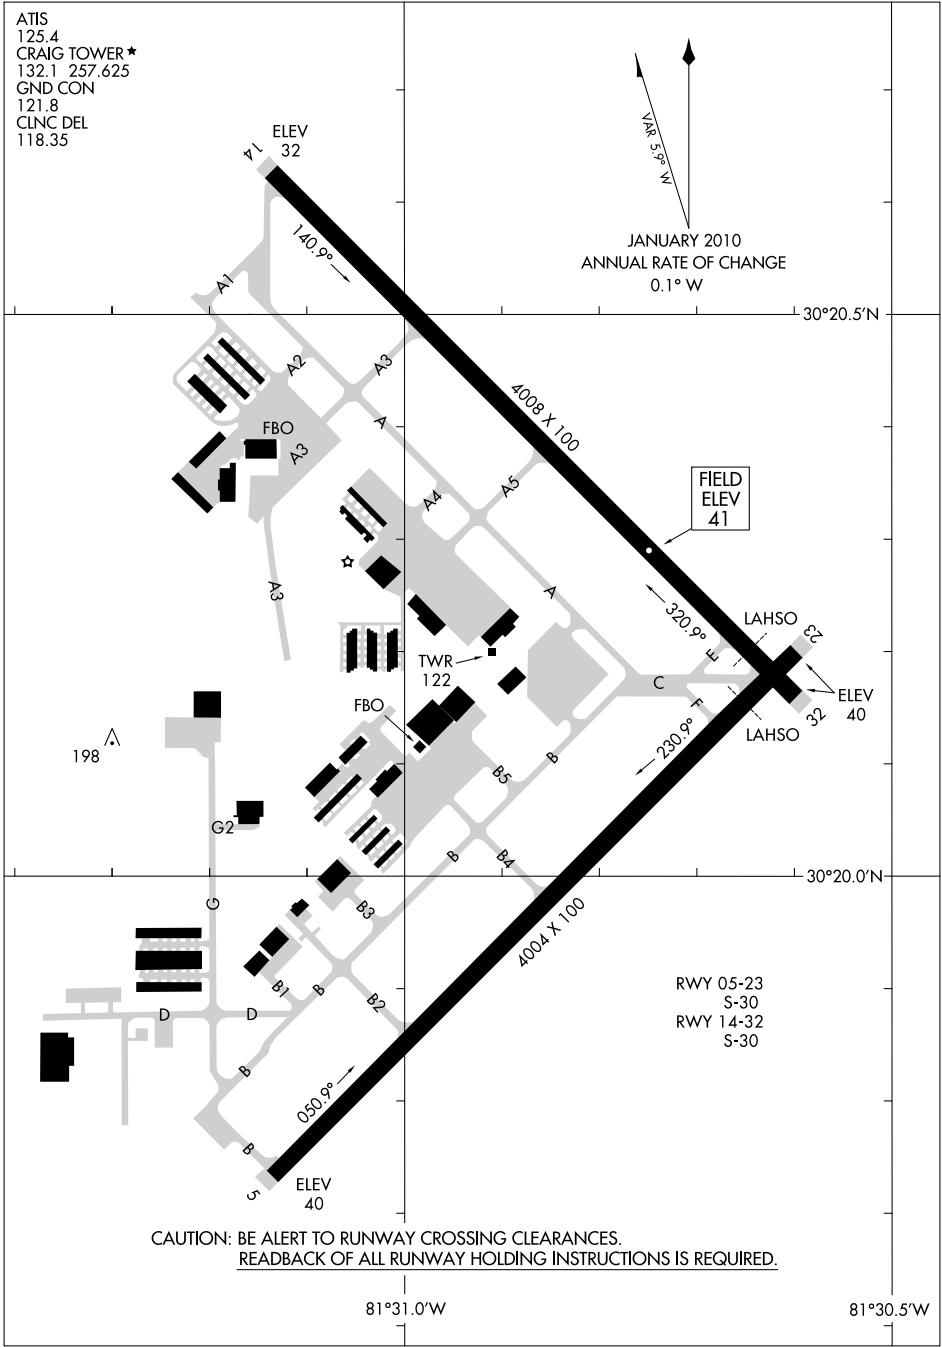 ATIS
125.4
CRAIG TOWER★
132.1 257.625
GND CON
121.8
CLNC DEL
118.35
ELEV
32
14
VAR 5.9° W
JANUARY 2010
ANNUAL RATE OF CHANGE
0.1° W
140.9°
A1
30°20.5'N
A2
A3
4008 X 100
A
FBO
A3
A5
A4
FIELD
ELEV
41
A3
A
320.9°
LAHSO
23
E
TWR
122
C
ELEV
40
32
F
FBO
LAHSO
230.9°
198
B
B5
G2
B
B4
30°20.0'N
G
B3
4004 X 100
RWY 05-23
S-30
RWY 14-32
S-30
B1
B
B2
D
D
B
050.9°
B
5
ELEV
40
CAUTION: BE ALERT TO RUNWAY CROSSING CLEARANCES.
READBACK OF ALL RUNWAY HOLDING INSTRUCTIONS IS REQUIRED.
81°31.0'W
81°30.5'W